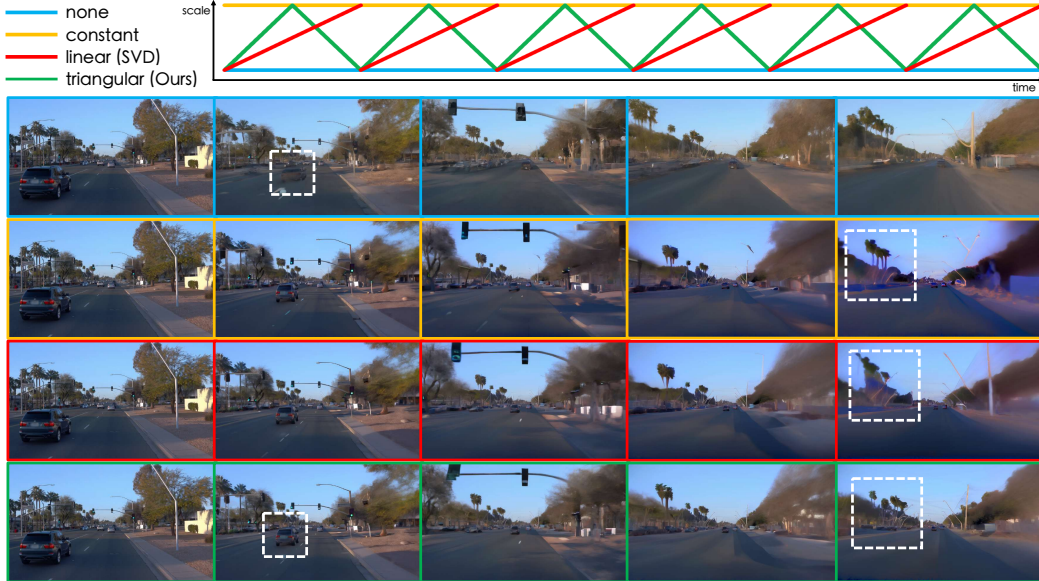 none
constant
linear (SVD)
triangular (Ours)
scale
time